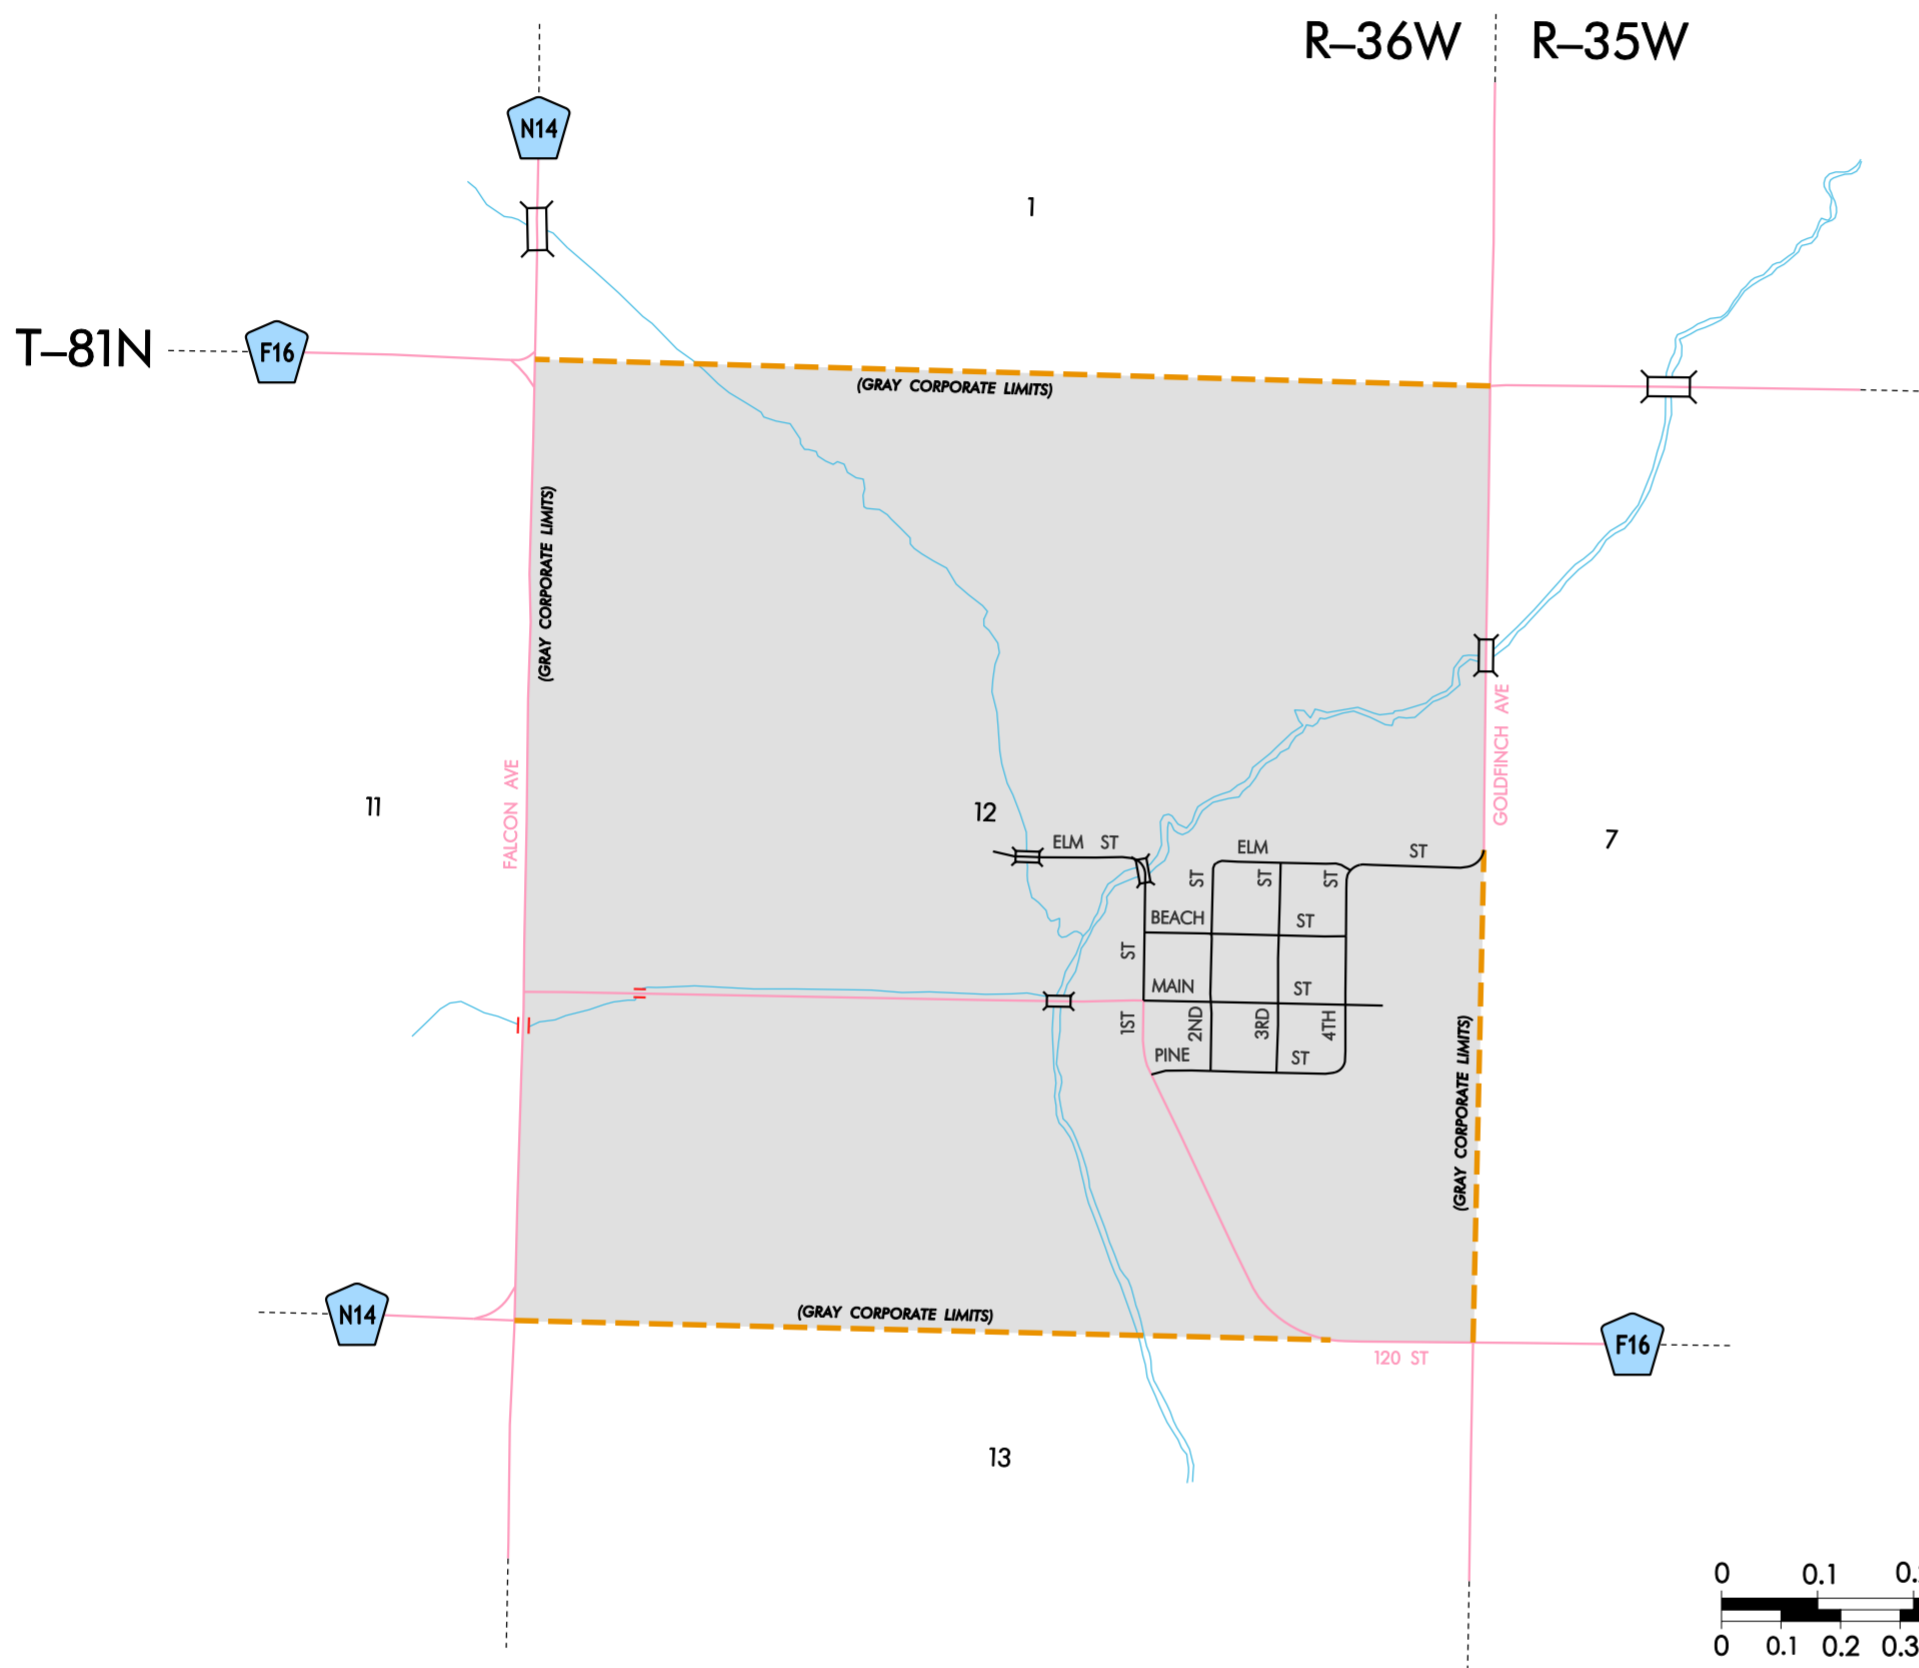 R–36W
R–35W
N14
1
T–81N
F16
(GRAY CORPORATE LIMITS)
(GRAY CORPORATE LIMITS)
GOLDFINCH AVE
FALCON AVE
11
12
7
ELM ST
ELM ST
ST
ST
ST
BEACH ST
ST
MAIN ST
1ST
2ND
3RD
4TH
PINE ST
(GRAY CORPORATE LIMITS)
N14
(GRAY CORPORATE LIMITS)
F16
120 ST
13
0 0.1
0 0.1 0.2 0.3